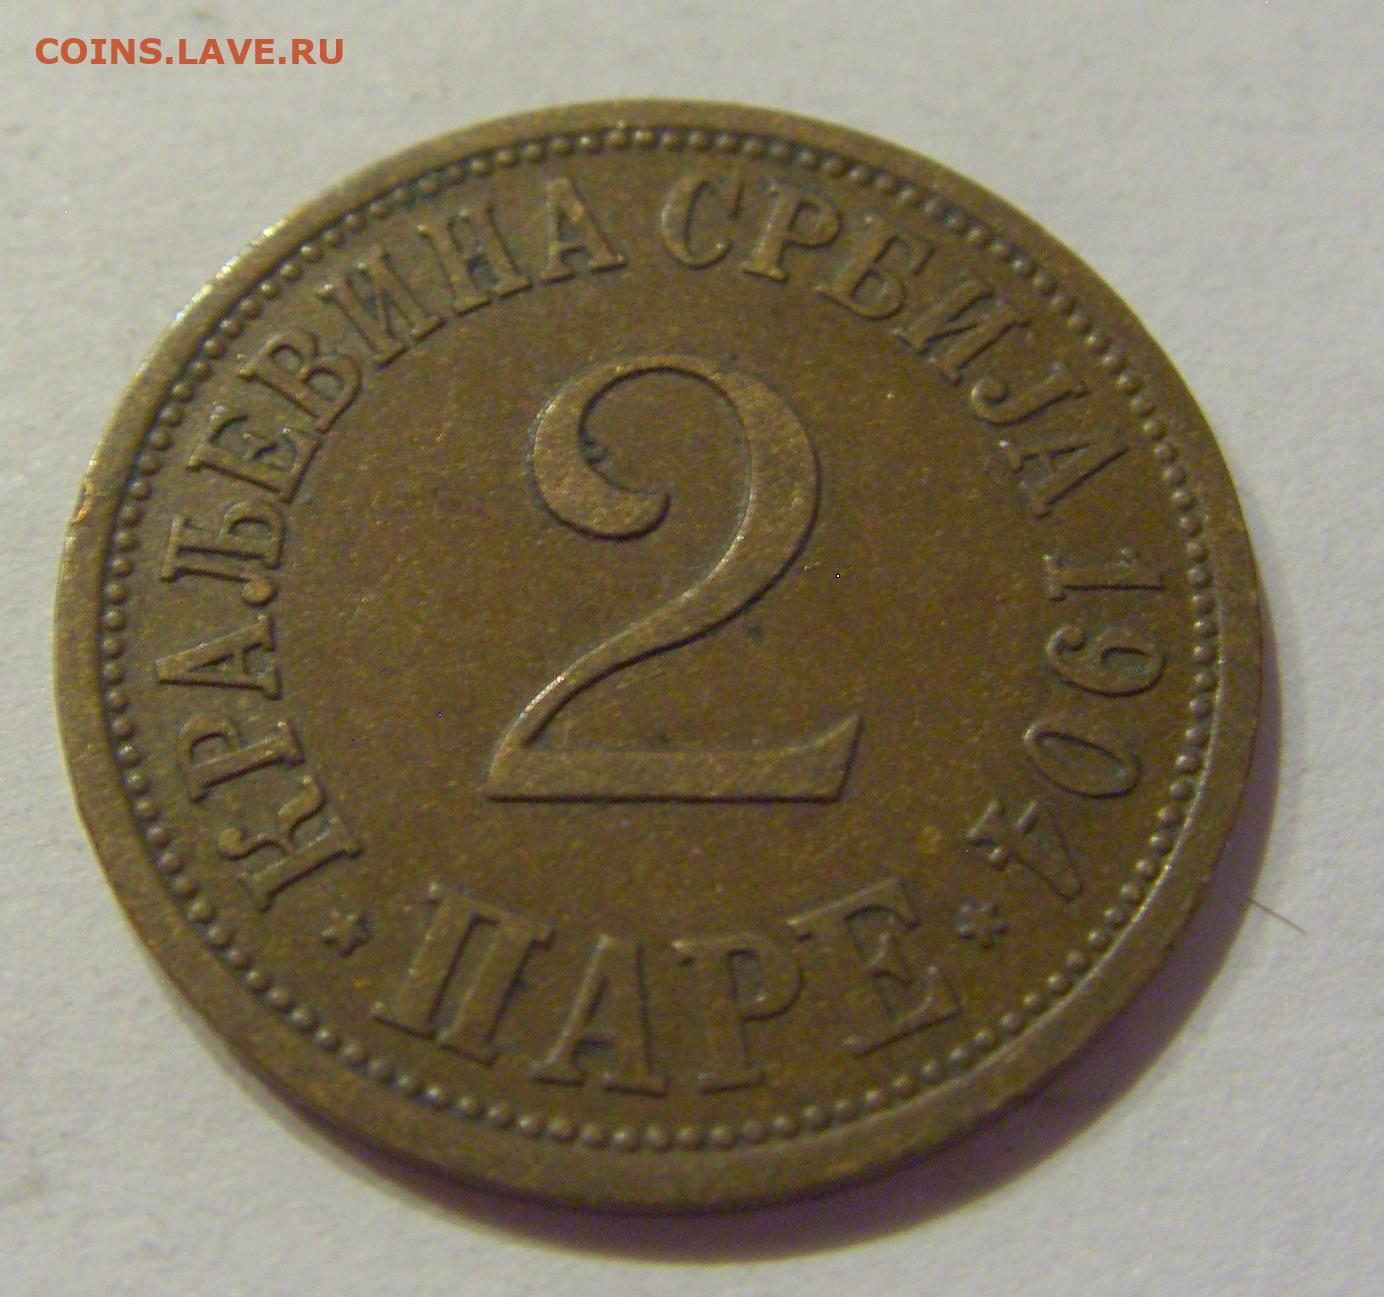 COINS.LAVE.RU
КРАЉЕВИНА СРБИЈА 1904
2
* ПАРЕ *